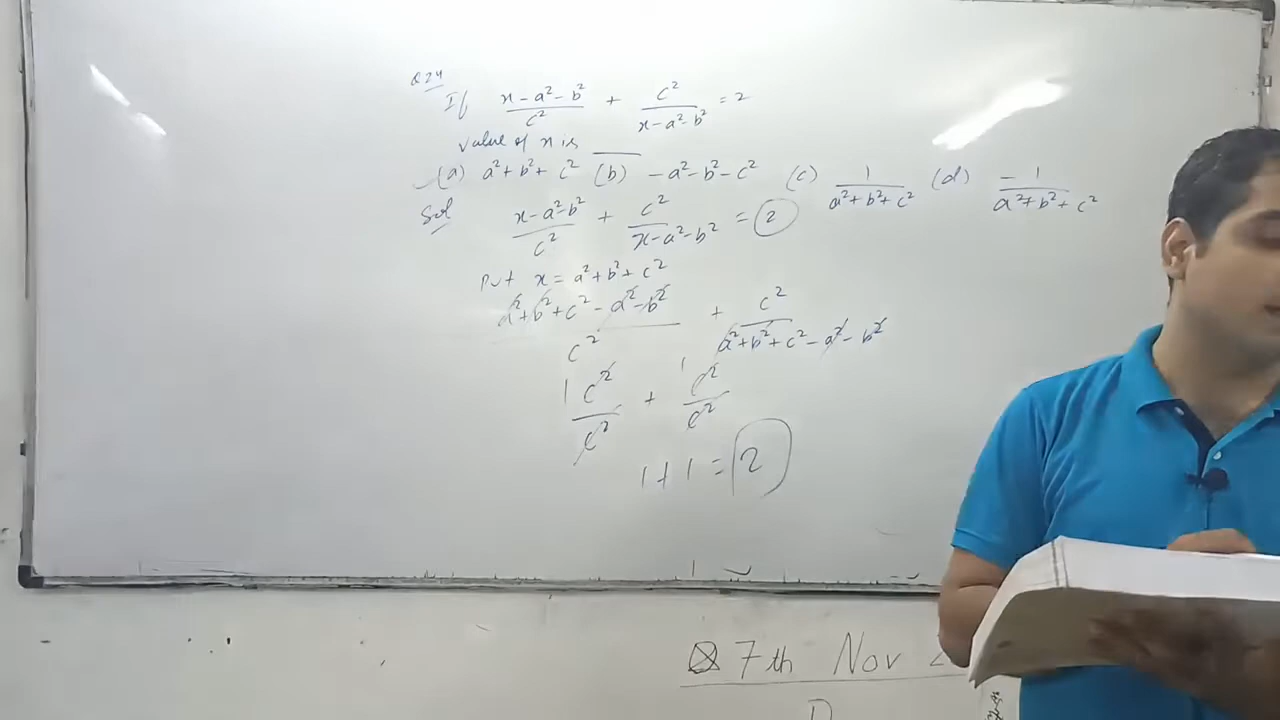 Q24
If (x-a²-b²)/c² + c²/(x-a²-b²) = 2
value of x is ____
(a) a²+b²+c² (b) -a²-b²-c² (c) 1/(a²+b²+c²) (d) -1/(a²+b²+c²)
Sol (x-a²-b²)/c² + c²/(x-a²-b²) = 2
Put x = a²+b²+c²
(a²+b²+c²-a²-b²)/c² + c²/(a²+b²+c²-a²-b²)
1 c²/c² + 1 c²/c²
1+1 = 2
7th Nov